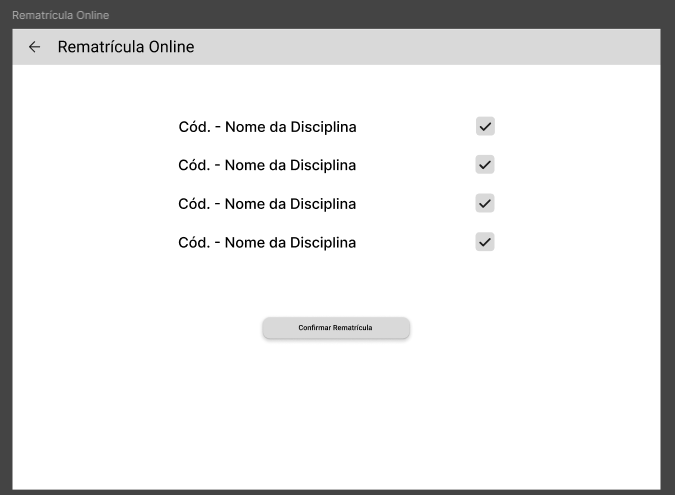 Rematrícula Online
Rematrícula Online
Cód. - Nome da Disciplina
Cód. - Nome da Disciplina
Cód. - Nome da Disciplina
Cód. - Nome da Disciplina
Confirmar Rematrícula